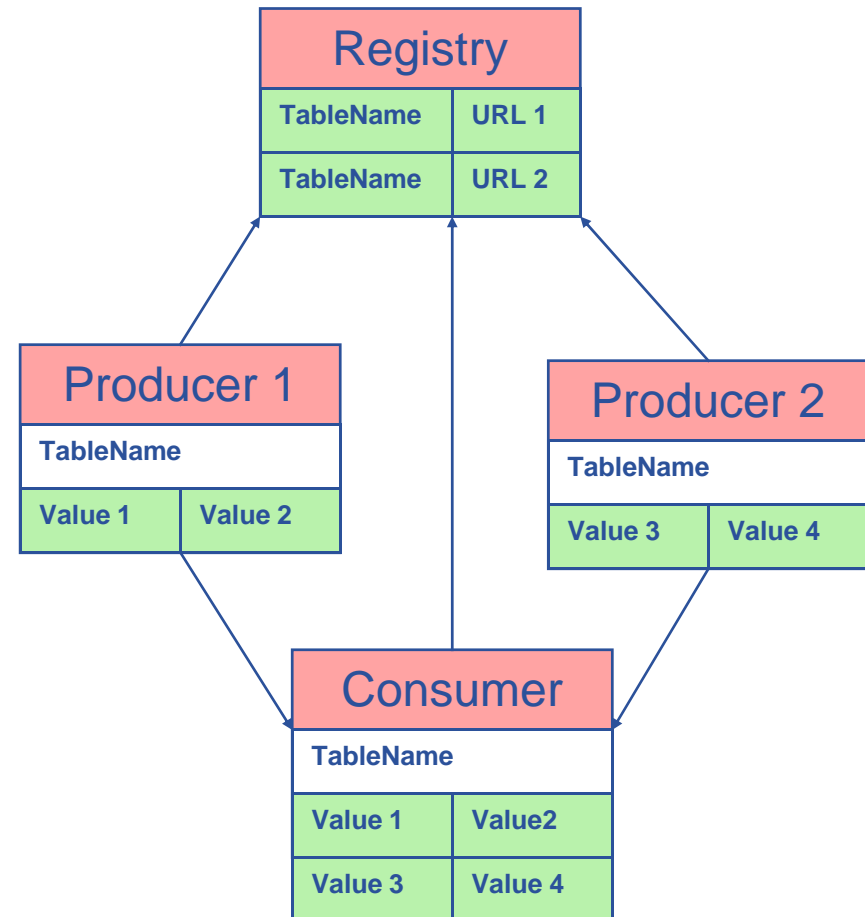 Registry
TableName URL 1
TableName URL 2
Producer 1
TableName
Value 1 Value 2
Producer 2
TableName
Value 3 Value 4
Consumer
TableName
Value 1 Value2
Value 3 Value 4